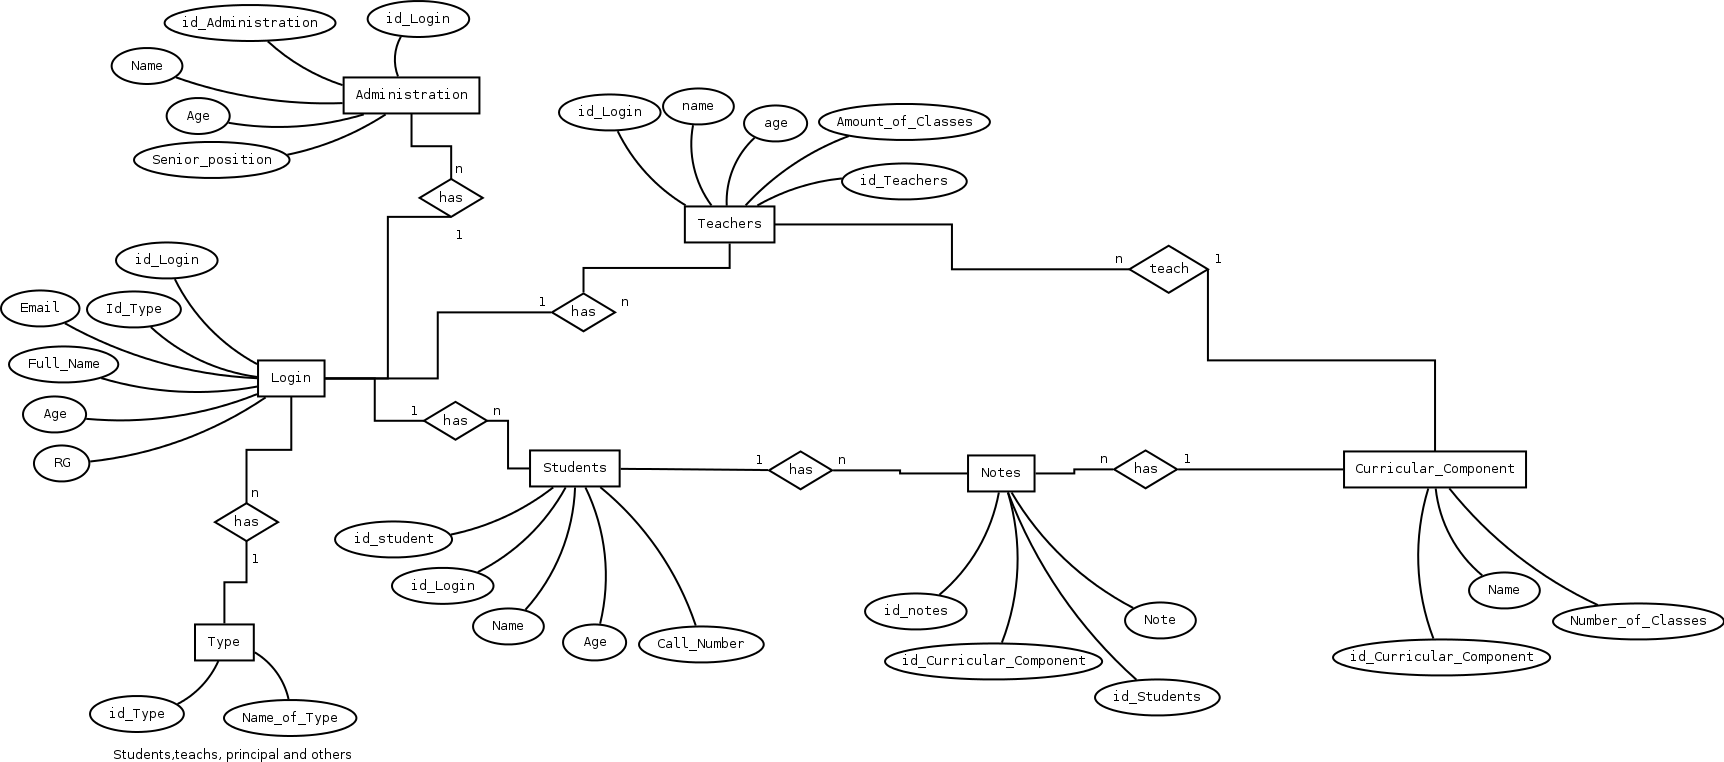 id_Administration
id_Login
Name
Administration
Age
Senior_position
n
has
1
id_Login
name
age
Amount_of_Classes
id_Teachers
Teachers
n
teach
1
id_Login
Email
Id_Type
Full_Name
Login
Age
RG
1
has
n
1
has
n
Students
1
has
n
Notes
n
has
1
Curricular_Component
n
has
1
id_student
id_Login
Name
Age
Call_Number
id_notes
Note
id_Curricular_Component
id_Students
Name
Number_of_Classes
id_Curricular_Component
Type
id_Type
Name_of_Type
Students,teachs, principal and others